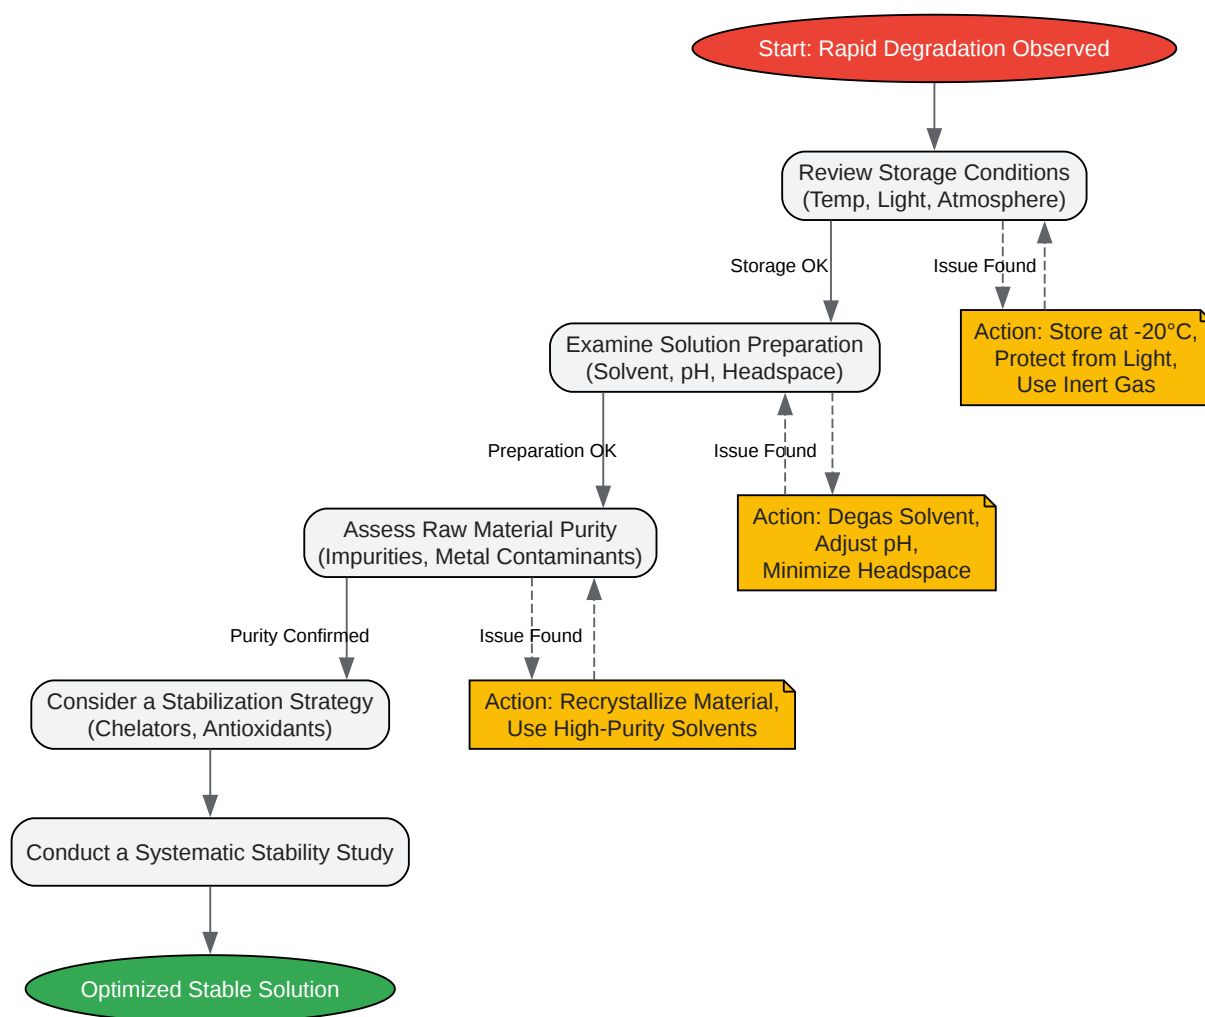 Start: Rapid Degradation Observed
Review Storage Conditions
(Temp, Light, Atmosphere)
Storage OK
Issue Found
Action: Store at -20°C,
Protect from Light,
Use Inert Gas
Examine Solution Preparation
(Solvent, pH, Headspace)
Preparation OK
Issue Found
Action: Degas Solvent,
Adjust pH,
Minimize Headspace
Assess Raw Material Purity
(Impurities, Metal Contaminants)
Purity Confirmed
Issue Found
Action: Recrystallize Material,
Use High-Purity Solvents
Consider a Stabilization Strategy
(Chelators, Antioxidants)
Conduct a Systematic Stability Study
Optimized Stable Solution